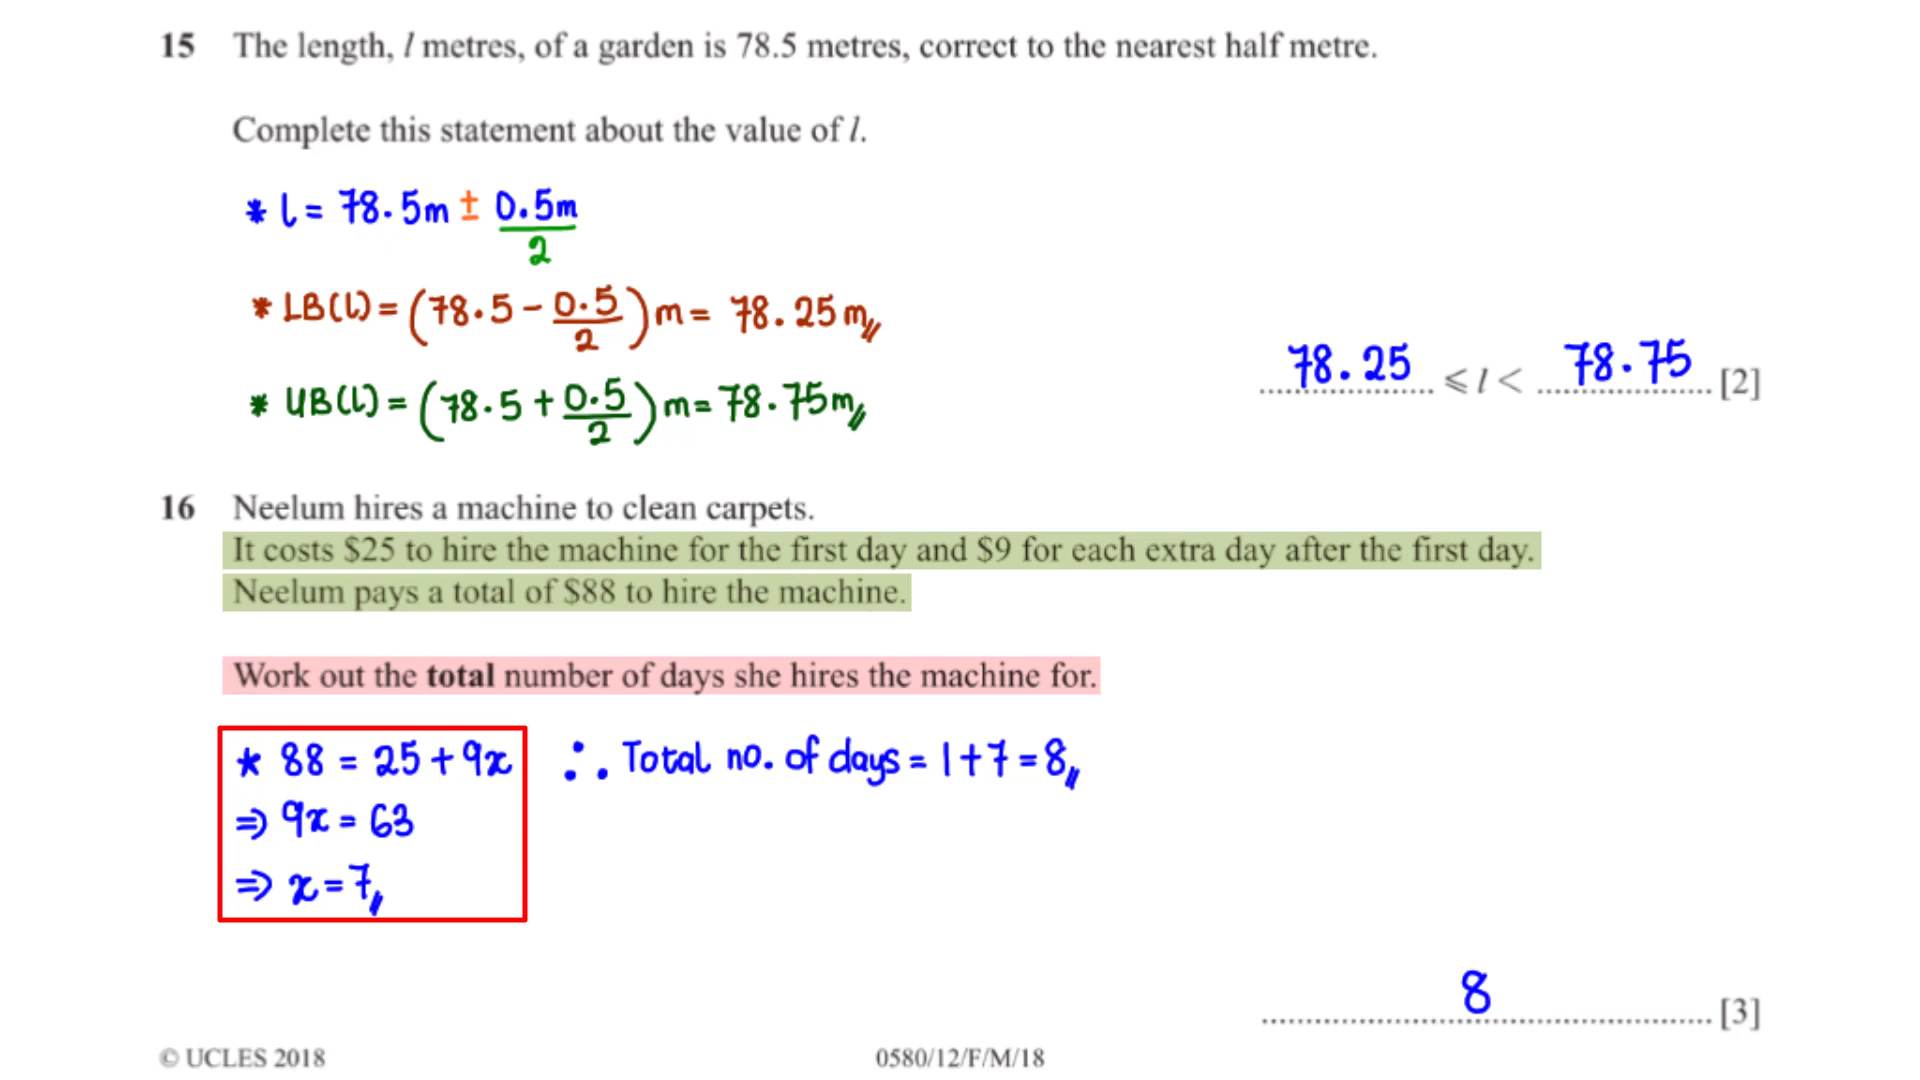 15 The length, l metres, of a garden is 78.5 metres, correct to the nearest half metre.
Complete this statement about the value of l.
* l = 78.5m ± 0.5m/2
* LB(l) = (78.5 - 0.5/2)m = 78.25m
* UB(l) = (78.5 + 0.5/2)m = 78.75m
78.25 ⩽ l < 78.75 [2]
16 Neelum hires a machine to clean carpets.
It costs $25 to hire the machine for the first day and $9 for each extra day after the first day.
Neelum pays a total of $88 to hire the machine.
Work out the total number of days she hires the machine for.
* 88 = 25 + 9x ∴ Total no. of days = 1 + 7 = 8
⇒ 9x = 63
⇒ x = 7
8 [3]
© UCLES 2018 0580/12/F/M/18